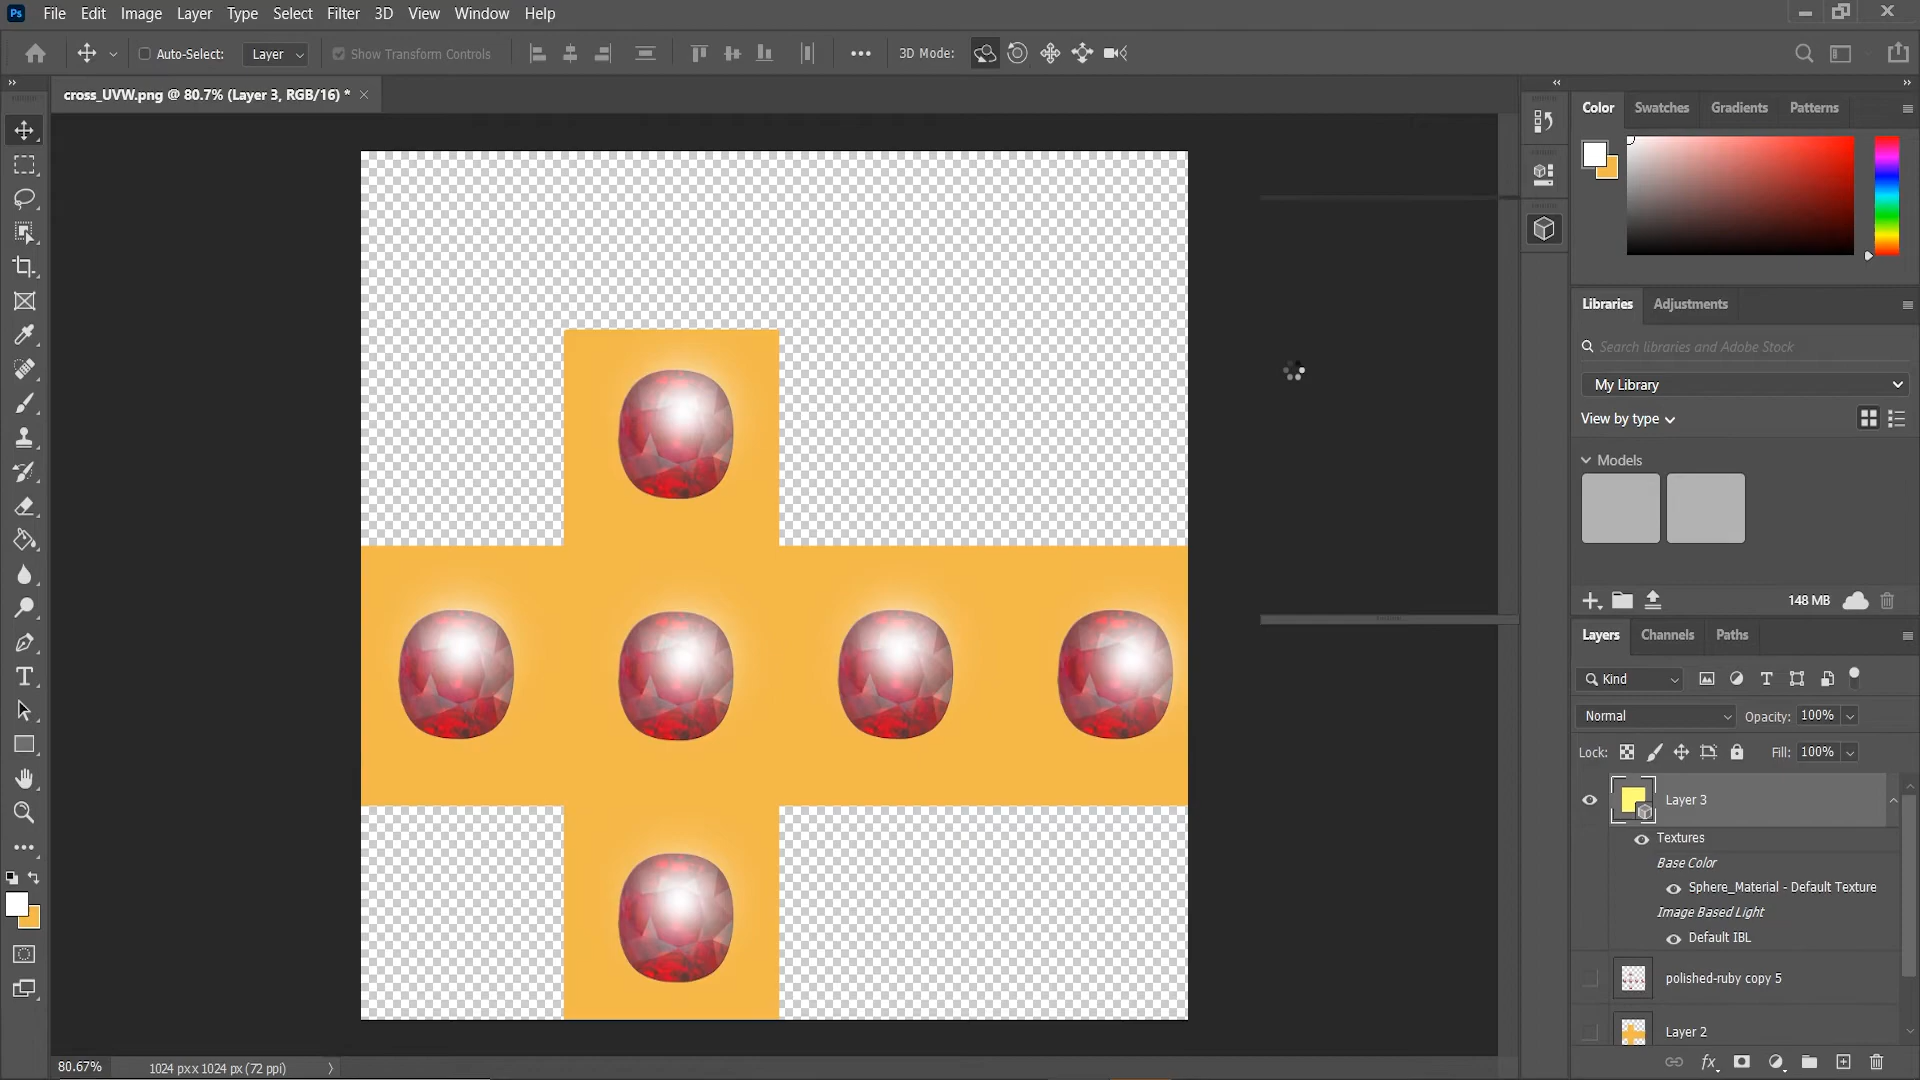 Ps File Edit Image Layer Type Select Filter 3D View Window Help
Auto-Select: Layer Show Transform Controls 3D Mode:
cross_UVW.png @ 80.7% (Layer 3, RGB/16) *
Color Swatches Gradients Patterns
Libraries Adjustments
Search libraries and Adobe Stock
My Library
View by type
Models
148 MB
Layers Channels Paths
Kind
Normal Opacity: 100%
Lock: Fill: 100%
Layer 3
Textures
Base Color
Sphere_Material - Default Texture
Image Based Light
Default IBL
polished-ruby copy 5
Layer 2
80.67% 1024 px x 1024 px (72 ppi)